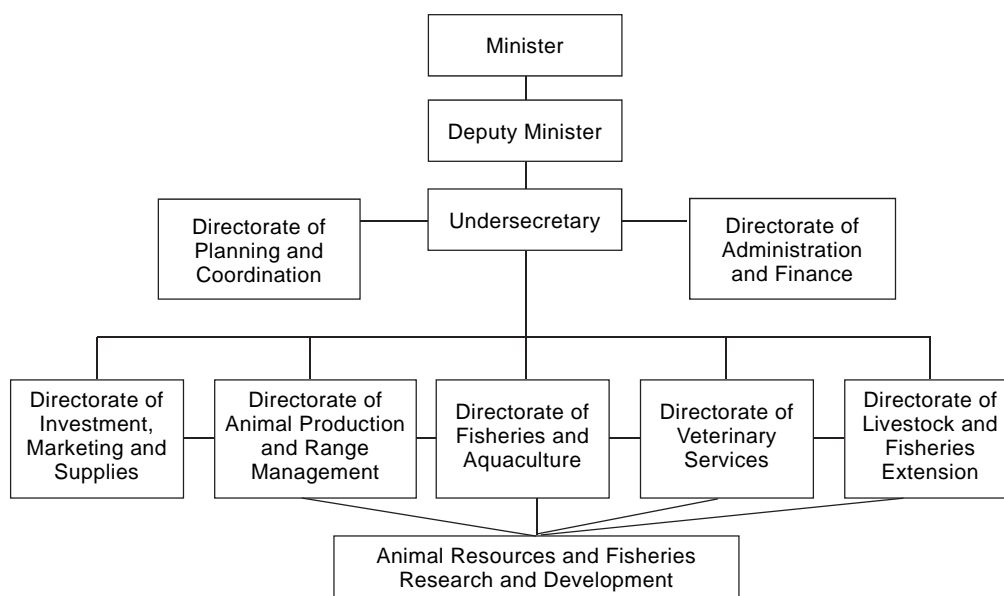 Minister
Deputy Minister
Undersecretary
Directorate of
Planning and
Coordination
Directorate of
Administration
and Finance
Directorate of
Investment,
Marketing and
Supplies
Directorate of
Animal Production
and Range
Management
Directorate of
Fisheries and
Aquaculture
Directorate of
Veterinary
Services
Directorate of
Livestock and
Fisheries
Extension
Animal Resources and Fisheries
Research and Development